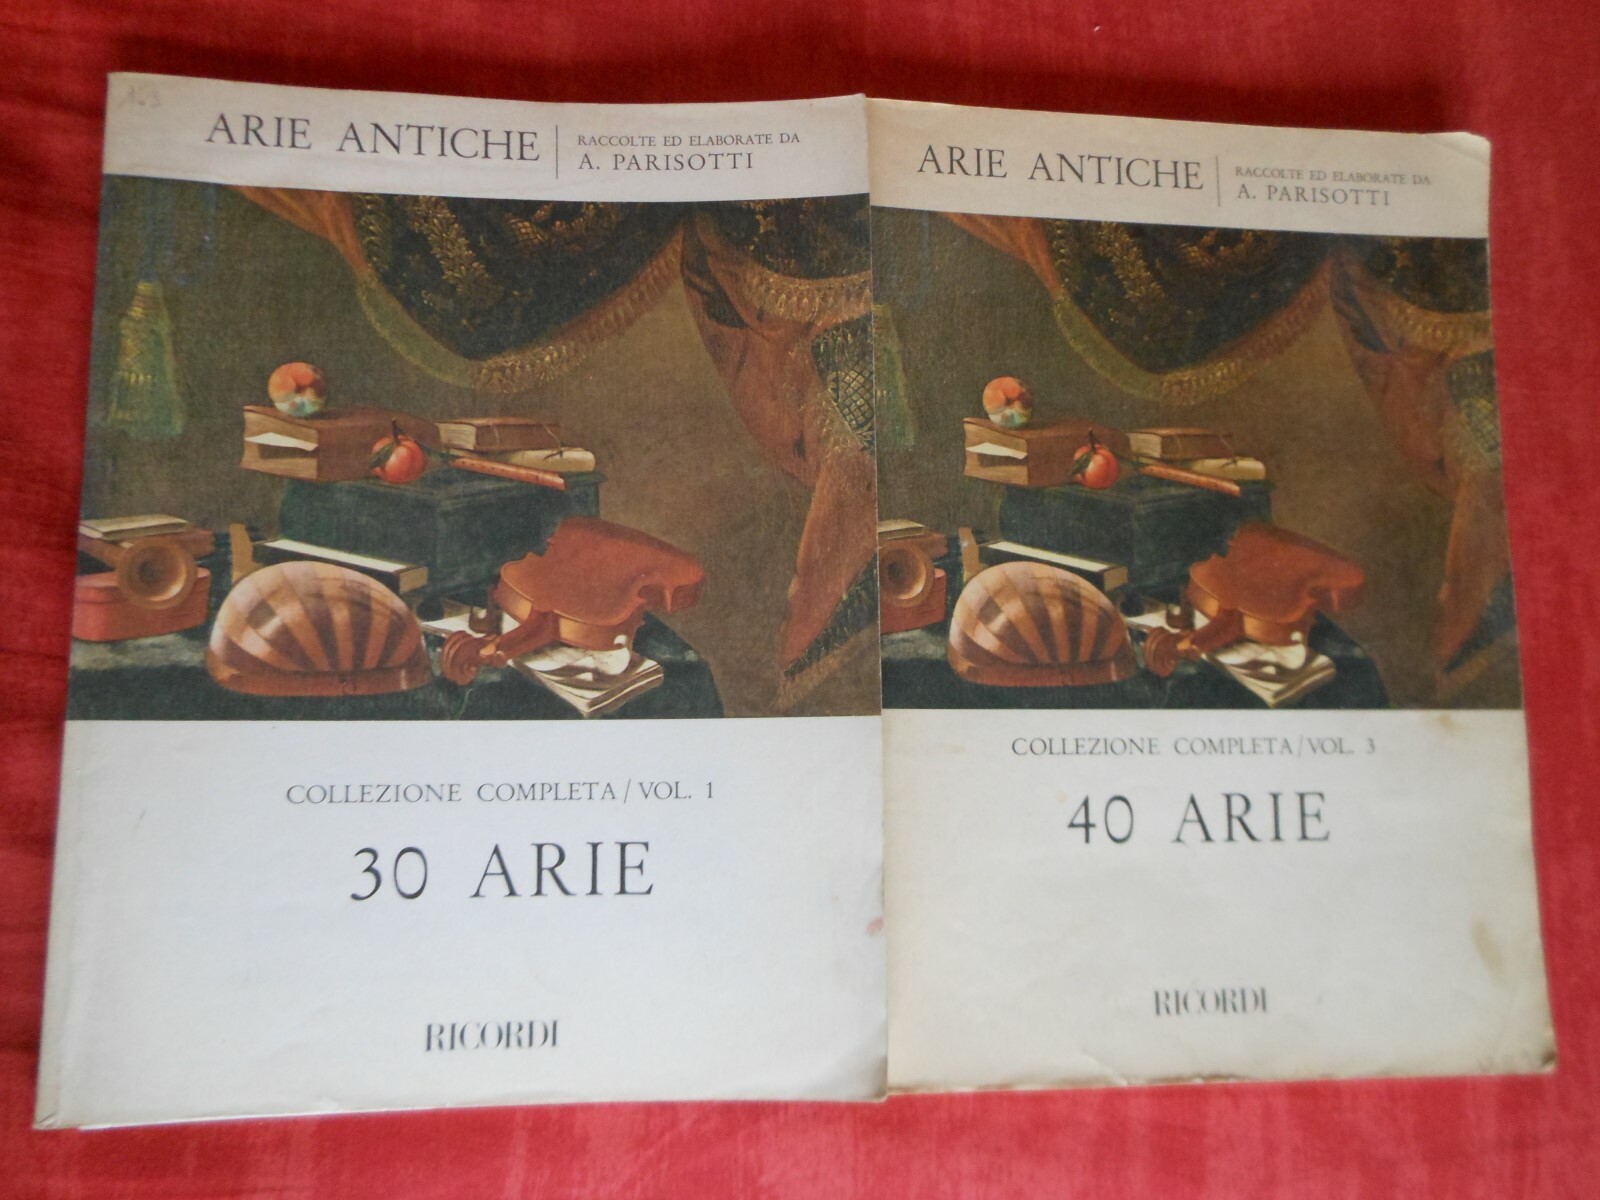 163
ARIE ANTICHE
RACCOLTE ED ELABORATE DA
A. PARISOTTI
COLLEZIONE COMPLETA / VOL. 1
30 ARIE
RICORDI
ARIE ANTICHE
RACCOLTE ED ELABORATE DA
A. PARISOTTI
COLLEZIONE COMPLETA / VOL. 3
40 ARIE
RICORDI